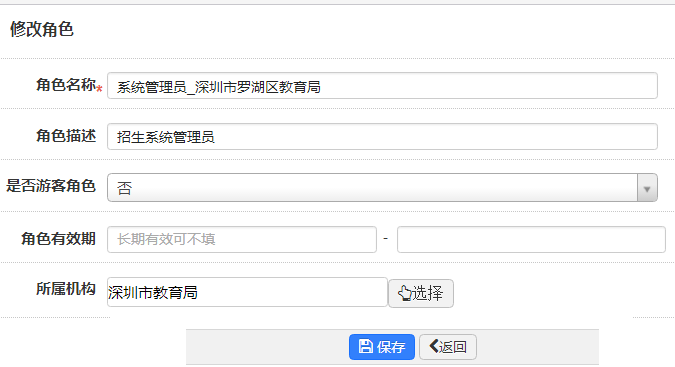 修改角色
角色名称* 系统管理员_深圳市罗湖区教育局
角色描述 招生系统管理员
是否游客角色 否
角色有效期 长期有效可不填 -
所属机构 深圳市教育局 选择
保存 返回